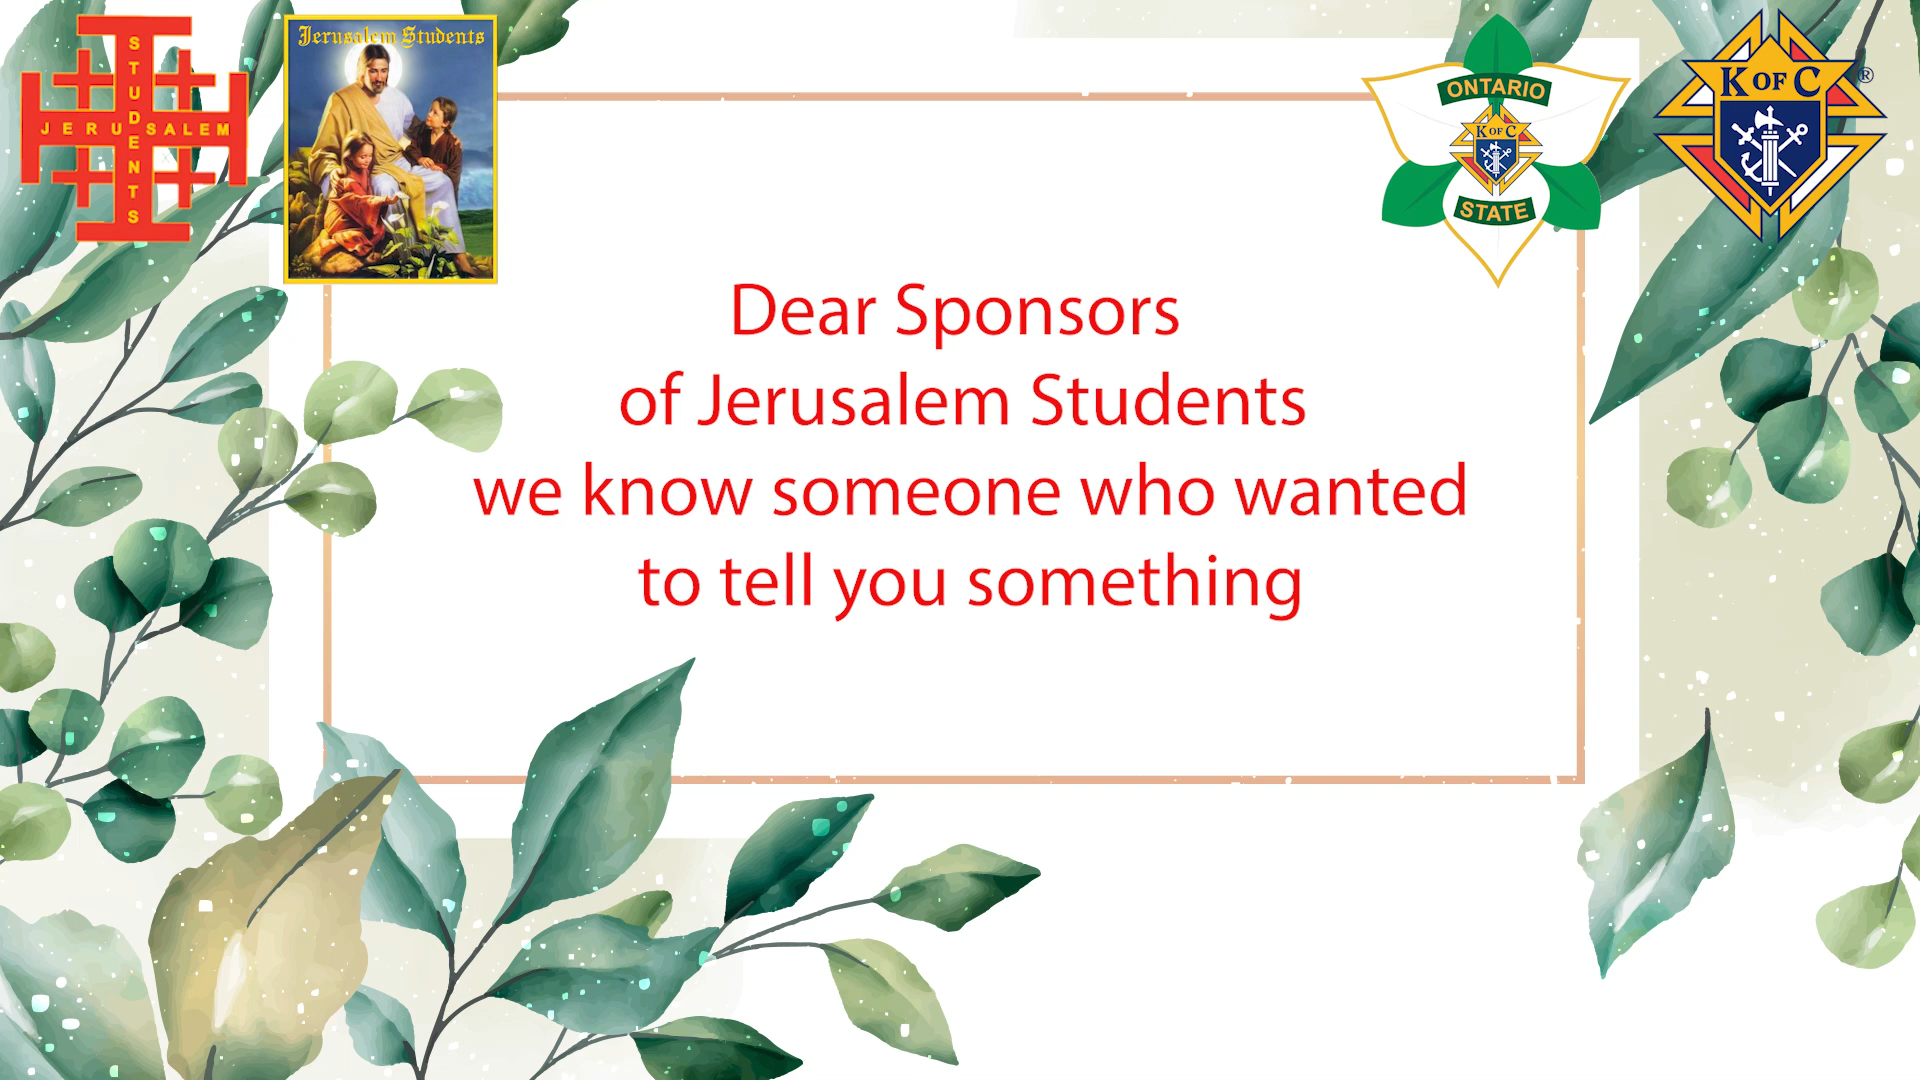 STUDENTS
JERUSALEM
Jerusalem Students
ONTARIO
K OF C
STATE
K OF C ®
Dear Sponsors
of Jerusalem Students
we know someone who wanted
to tell you something